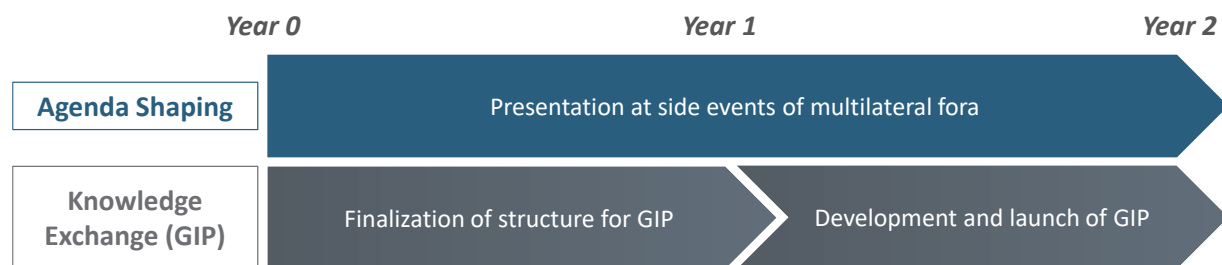 Year 0
Year 1
Year 2
Agenda Shaping
Presentation at side events of multilateral fora
Knowledge
Exchange (GIP)
Finalization of structure for GIP
Development and launch of GIP